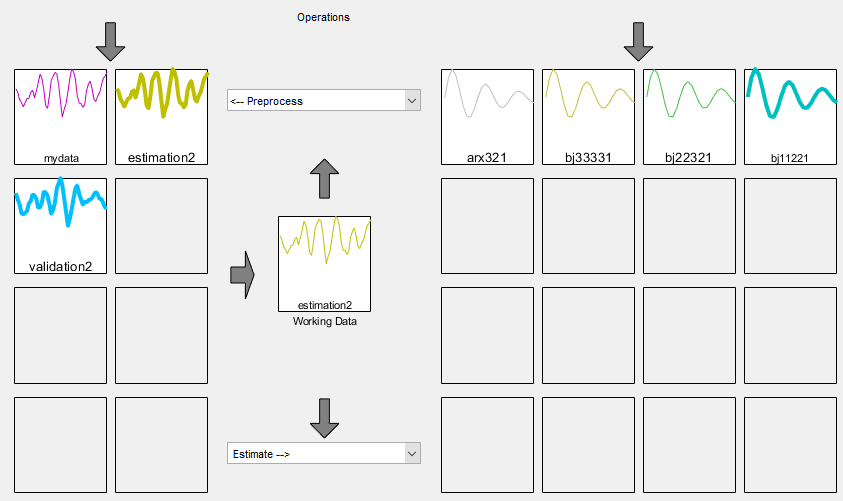 Operations
<-- Preprocess
mydata
estimation2
arx321
bj33331
bj22321
bj11221
validation2
estimation2
Working Data
Estimate -->